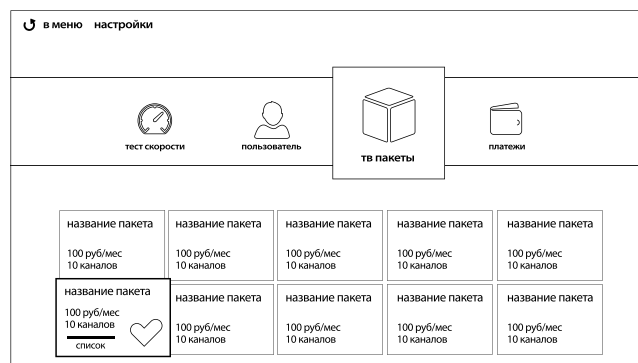 в меню настройки
тест скорости пользователь тв пакеты платежи
название пакета название пакета название пакета название пакета название пакета
100 руб/мес 100 руб/мес 100 руб/мес 100 руб/мес 100 руб/мес
10 каналов 10 каналов 10 каналов 10 каналов 10 каналов
название пакета название пакета название пакета название пакета название пакета
100 руб/мес 100 руб/мес 100 руб/мес 100 руб/мес 100 руб/мес
10 каналов 10 каналов 10 каналов 10 каналов 10 каналов
список